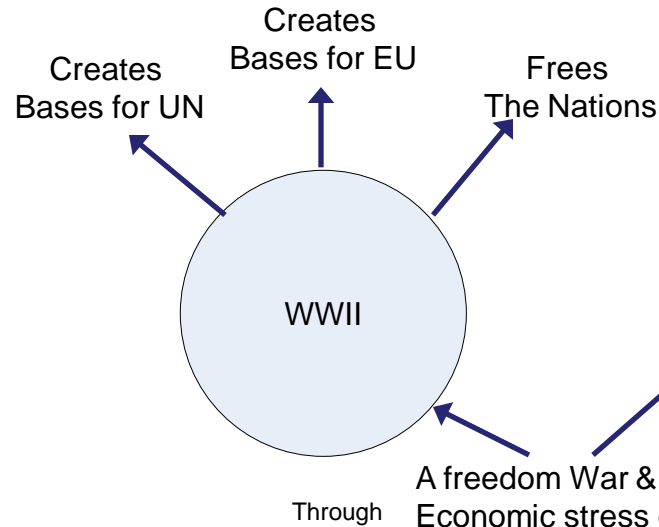 Creates
Bases for EU
Creates
Bases for UN
Frees
The Nations
WWII
A freedom War &
Through
Economic stress